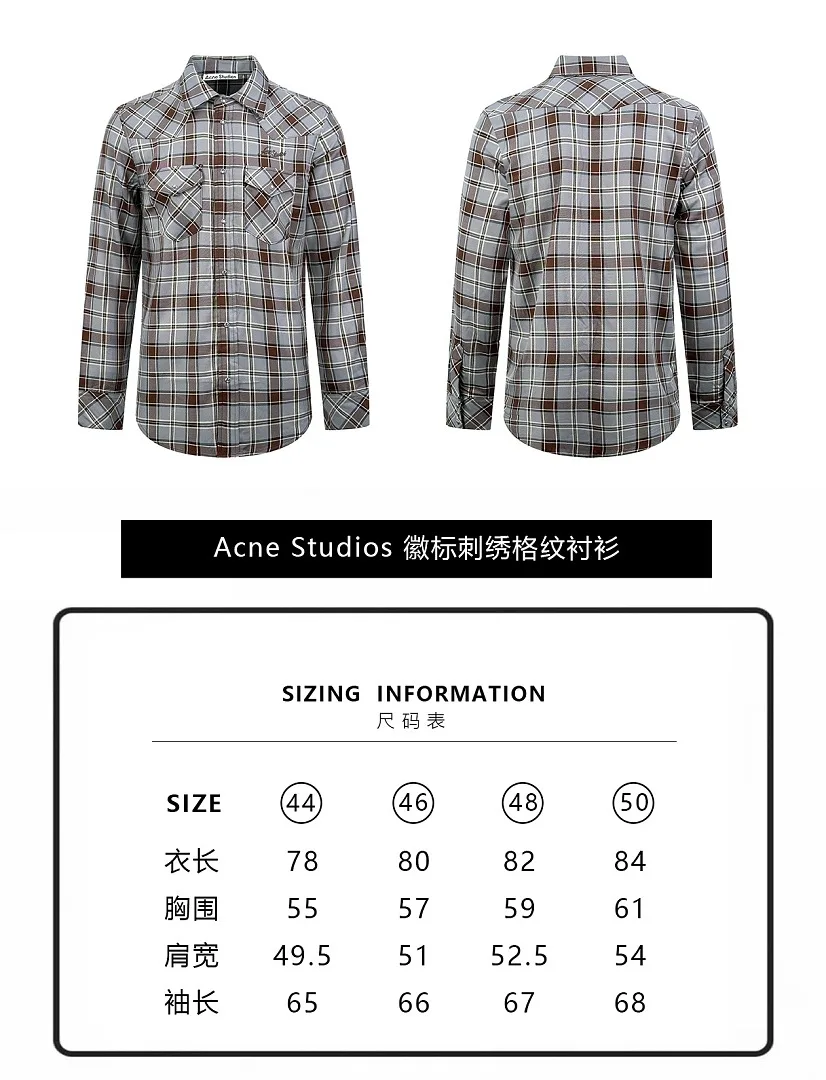 Acne Studios
Acne Studios 徽标刺绣格纹衬衫
SIZING INFORMATION
尺码表
SIZE 44 46 48 50
衣长 78 80 82 84
胸围 55 57 59 61
肩宽 49.5 51 52.5 54
袖长 65 66 67 68